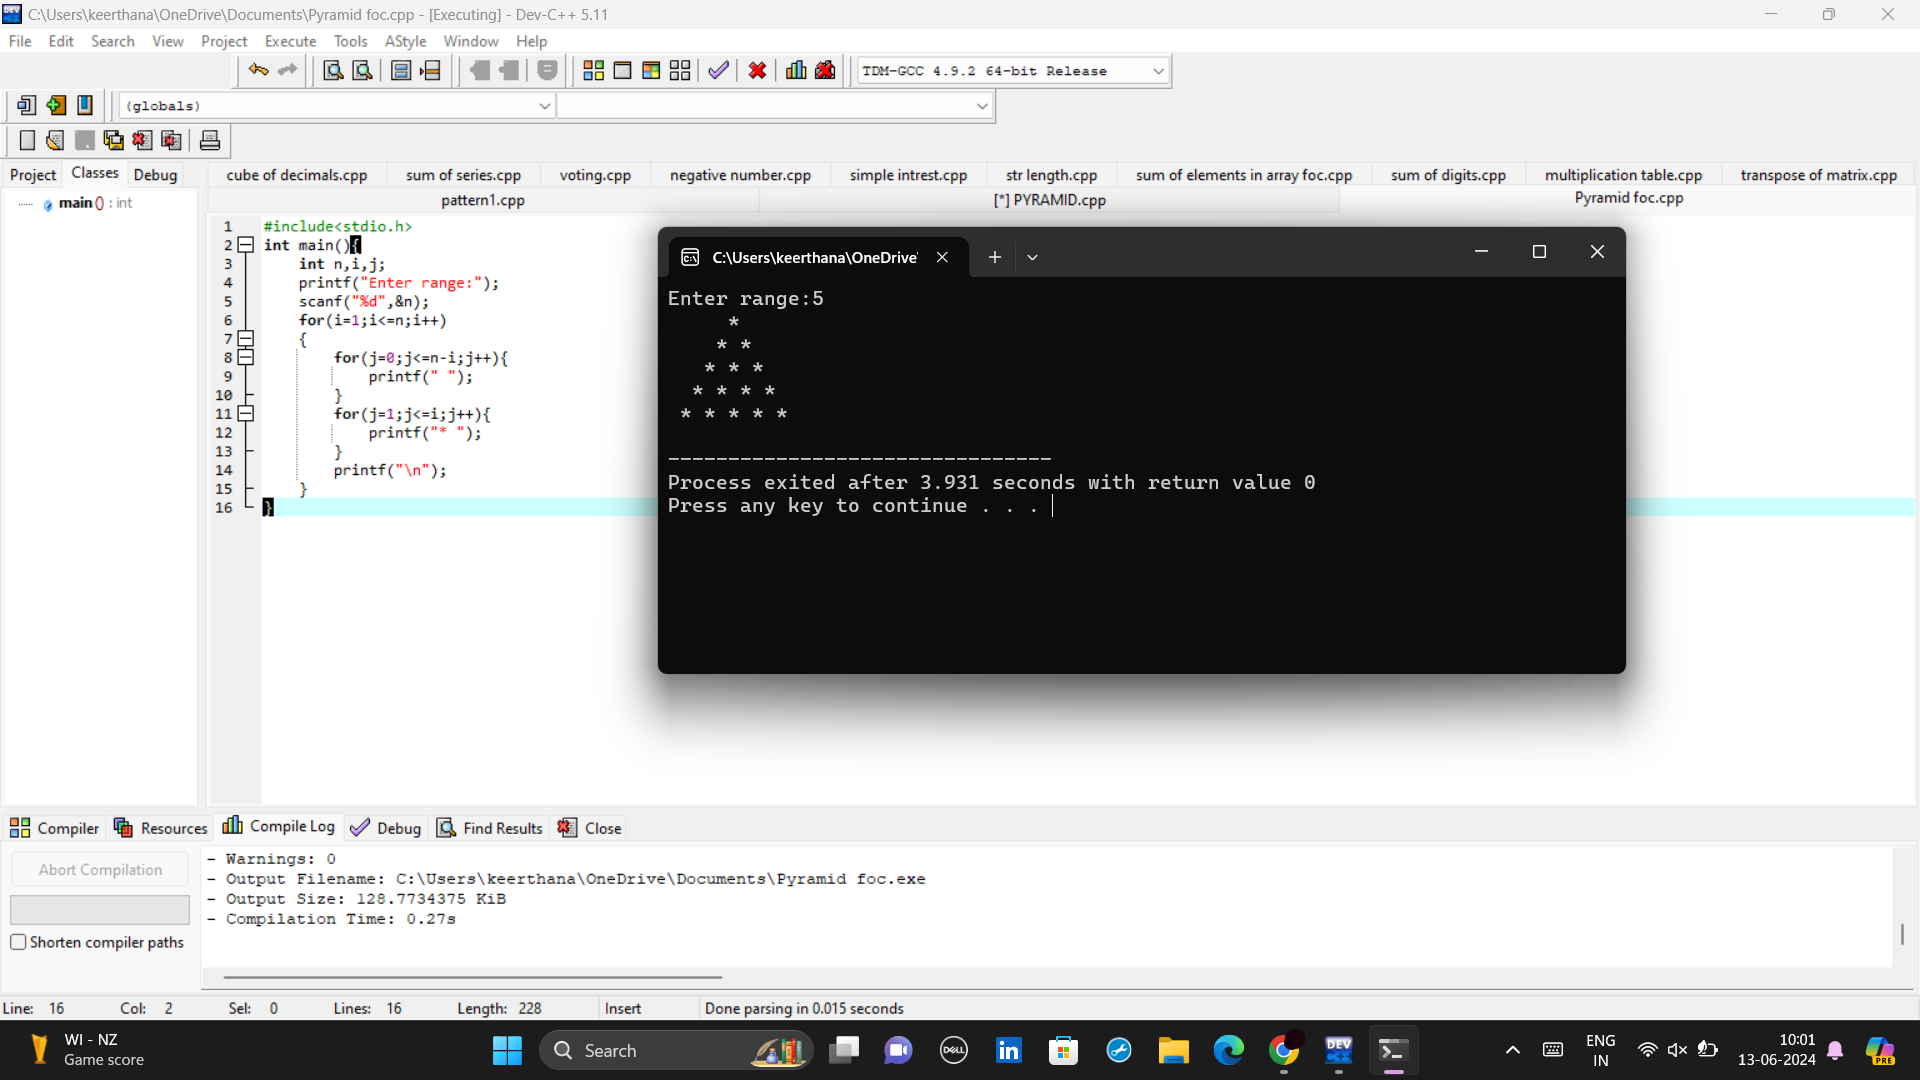 C:\Users\keerthana\OneDrive\Documents\Pyramid foc.cpp - [Executing] - Dev-C++ 5.11
File Edit Search View Project Execute Tools AStyle Window Help
TDM-GCC 4.9.2 64-bit Release
(globals)
Project Classes Debug
main () : int
cube of decimals.cpp sum of series.cpp voting.cpp negative number.cpp simple intrest.cpp str length.cpp sum of elements in array foc.cpp sum of digits.cpp multiplication table.cpp transpose of matrix.cpp
pattern1.cpp [*] PYRAMID.cpp Pyramid foc.cpp
1 #include<stdio.h>
2 int main(){
3 int n,i,j;
4 printf("Enter range:");
5 scanf("%d",&n);
6 for(i=1;i<=n;i++)
7 {
8 for(j=0;j<=n-i;j++){
9 printf(" ");
10 }
11 for(j=1;j<=i;j++){
12 printf("* ");
13 }
14 printf("\n");
15 }
16 }
C:\Users\keerthana\OneDrive'
Enter range:5
*
* *
* * *
* * * *
* * * * *
--------------------------------
Process exited after 3.931 seconds with return value 0
Press any key to continue . . .
Compiler Resources Compile Log Debug Find Results Close
Abort Compilation
Shorten compiler paths
- Warnings: 0
- Output Filename: C:\Users\keerthana\OneDrive\Documents\Pyramid foc.exe
- Output Size: 128.7734375 KiB
- Compilation Time: 0.27s
Line: 16 Col: 2 Sel: 0 Lines: 16 Length: 228 Insert Done parsing in 0.015 seconds
WI - NZ
Game score
Search
DELL
in
DEV C++
PRE
ENG
IN
10:01
13-06-2024